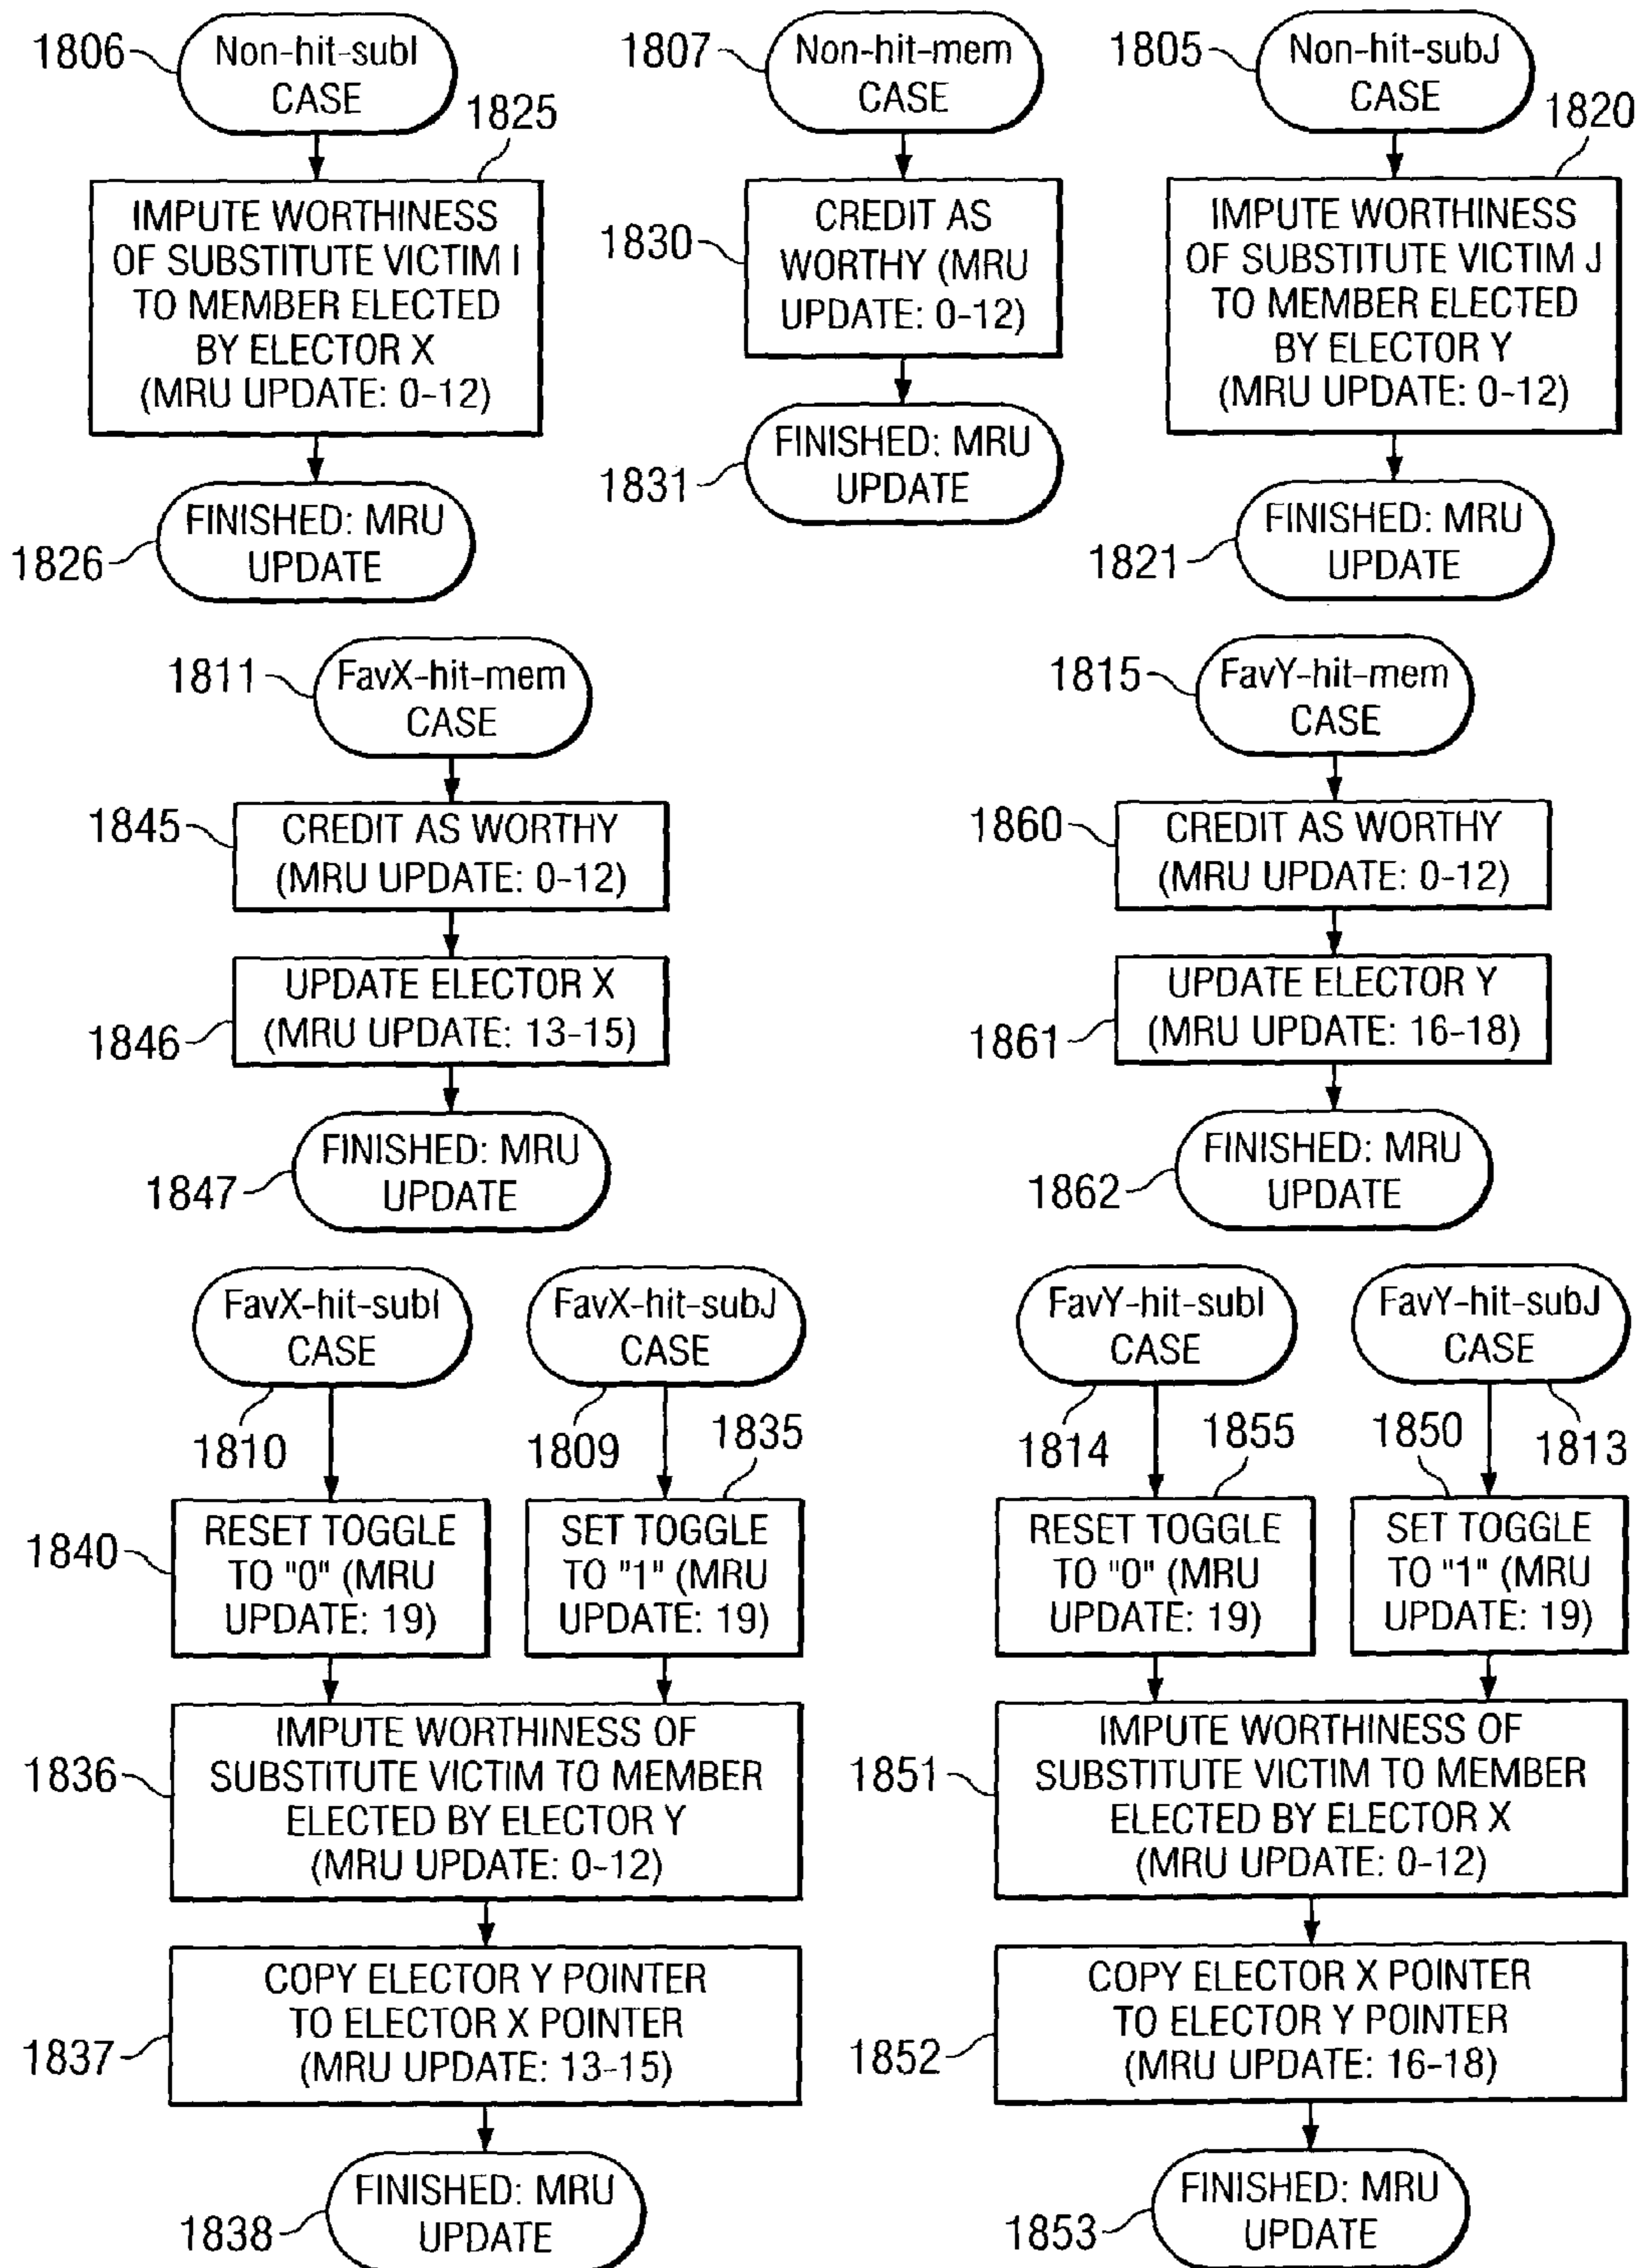 1806
Non-hit-subI
CASE
1825
IMPUTE WORTHINESS
OF SUBSTITUTE VICTIM I
TO MEMBER ELECTED
BY ELECTOR X
(MRU UPDATE: 0-12)
FINISHED: MRU
UPDATE
1826
1807
Non-hit-mem
CASE
1830
CREDIT AS
WORTHY (MRU
UPDATE: 0-12)
FINISHED: MRU
UPDATE
1831
1805
Non-hit-subJ
CASE
1820
IMPUTE WORTHINESS
OF SUBSTITUTE VICTIM J
TO MEMBER ELECTED
BY ELECTOR Y
(MRU UPDATE: 0-12)
FINISHED: MRU
UPDATE
1821
1811
FavX-hit-mem
CASE
1845
CREDIT AS WORTHY
(MRU UPDATE: 0-12)
UPDATE ELECTOR X
(MRU UPDATE: 13-15)
1846
FINISHED: MRU
UPDATE
1847
1815
FavY-hit-mem
CASE
1860
CREDIT AS WORTHY
(MRU UPDATE: 0-12)
UPDATE ELECTOR Y
(MRU UPDATE: 16-18)
1861
FINISHED: MRU
UPDATE
1862
FavX-hit-subI
CASE
1810
FavX-hit-subJ
CASE
1809
1835
1840
RESET TOGGLE
TO "0" (MRU
UPDATE: 19)
SET TOGGLE
TO "1" (MRU
UPDATE: 19)
1836
IMPUTE WORTHINESS OF
SUBSTITUTE VICTIM TO MEMBER
ELECTED BY ELECTOR Y
(MRU UPDATE: 0-12)
COPY ELECTOR Y POINTER
TO ELECTOR X POINTER
(MRU UPDATE: 13-15)
1837
FINISHED: MRU
UPDATE
1838
FavY-hit-subI
CASE
1814
1855
FavY-hit-subJ
CASE
1850
1813
RESET TOGGLE
TO "0" (MRU
UPDATE: 19)
SET TOGGLE
TO "1" (MRU
UPDATE: 19)
1851
IMPUTE WORTHINESS OF
SUBSTITUTE VICTIM TO MEMBER
ELECTED BY ELECTOR X
(MRU UPDATE: 0-12)
COPY ELECTOR X POINTER
TO ELECTOR Y POINTER
(MRU UPDATE: 16-18)
1852
FINISHED: MRU
UPDATE
1853